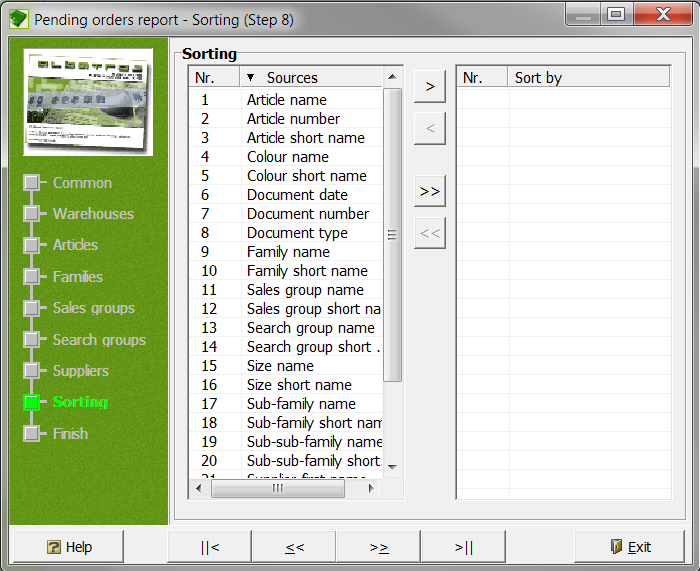 Pending orders report - Sorting (Step 8)
Common
Warehouses
Articles
Families
Sales groups
Search groups
Suppliers
Sorting
Finish
Sorting
Nr. ▼ Sources
1 Article name
2 Article number
3 Article short name
4 Colour name
5 Colour short name
6 Document date
7 Document number
8 Document type
9 Family name
10 Family short name
11 Sales group name
12 Sales group short na
13 Search group name
14 Search group short .
15 Size name
16 Size short name
17 Sub-family name
18 Sub-family short nam
19 Sub-sub-family name
20 Sub-sub-family short
21 Supplier first name
>
<
>>
<<
Nr. Sort by
Help
||<
<<
>>
>||
Exit